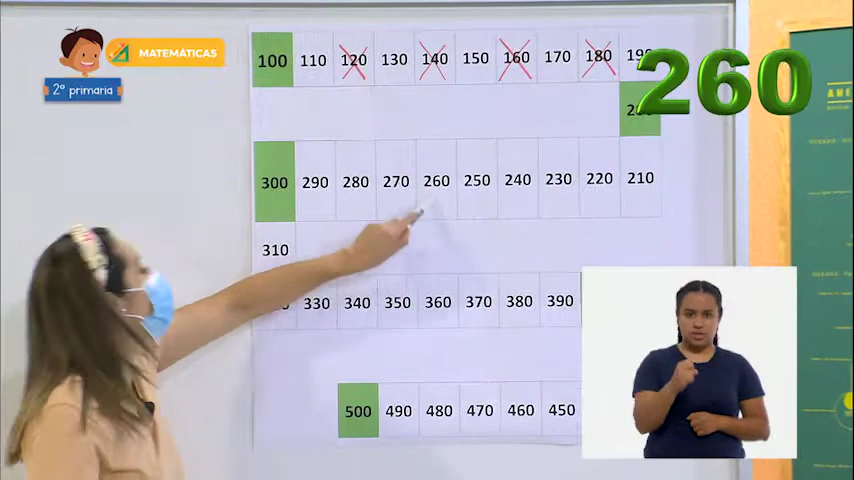 MATEMÁTICAS
2° primaria
260
100 110 120 130 140 150 160 170 180 190
300 290 280 270 260 250 240 230 220 210
310
330 340 350 360 370 380 390
500 490 480 470 460 450